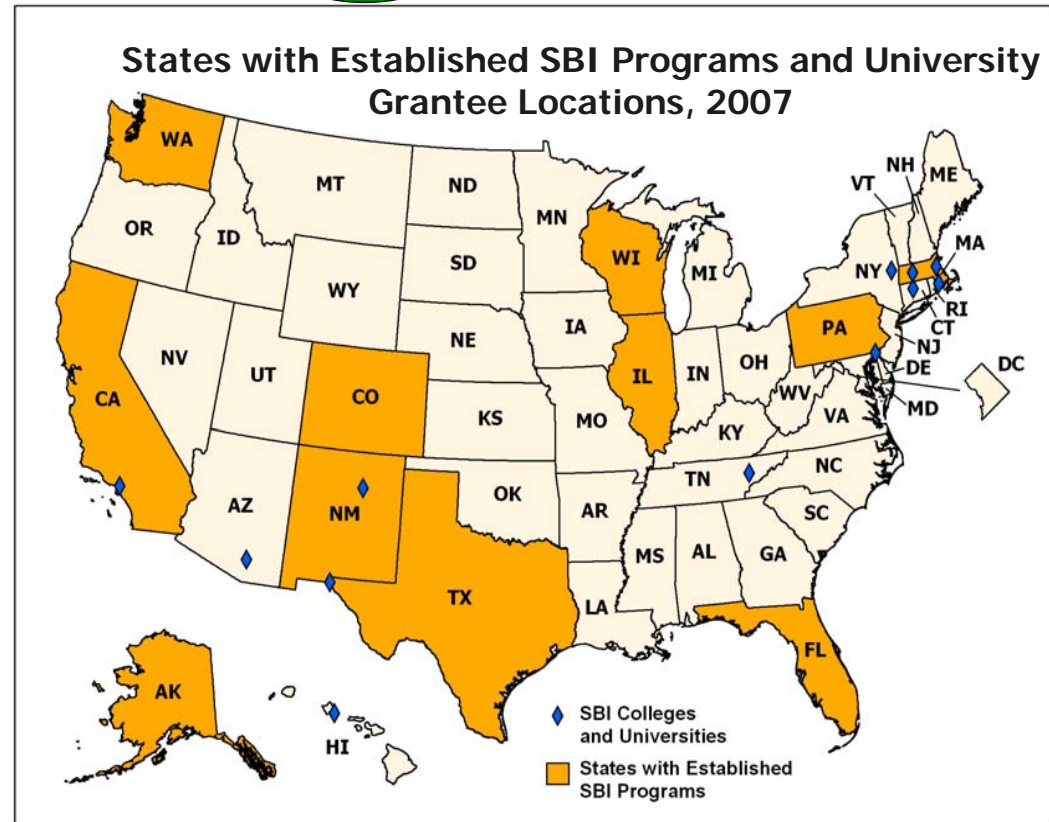 States with Established SBI Programs and University
Grantee Locations, 2007
WA
MT
ND
MN
OR
ID
SD
WI
MI
WY
NE
IA
NV
UT
CO
CA
KS
MO
IL
IN
OH
PA
NY
VT
NH
ME
MA
RI
CT
NJ
DE
MD
DC
WV
VA
KY
AZ
NM
OK
AR
TN
NC
SC
TX
LA
MS
AL
GA
FL
AK
HI
SBI Colleges
and Universities
States with Established
SBI Programs